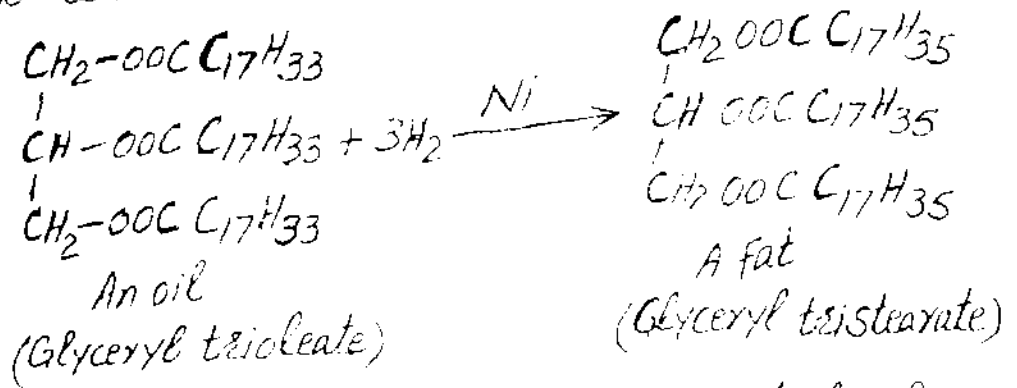 CH2-OOC C17H33          CH2 OOC C17H35
CH-OOC C17H33 + 3H2 Ni → CH OOC C17H35
CH2-OOC C17H33          CH2 OOC C17H35
An oil          A Fat
(Glyceryl trioleate)          (Glyceryl tristearate)